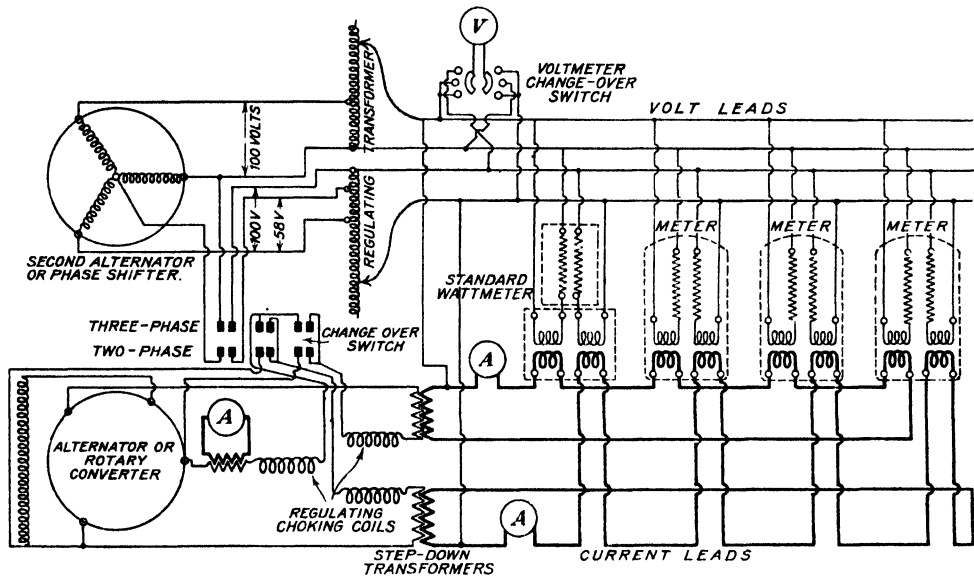 V
VOLTMETER
CHANGE-OVER
SWITCH
VOLT LEADS
TRANSFORMER
REGULATING
100 VOLTS
100V
58V
SECOND ALTERNATOR
OR PHASE SHIFTER.
METER
METER
METER
STANDARD
WATTMETER
THREE-PHASE
TWO-PHASE
CHANGE OVER
SWITCH
A
A
ALTERNATOR OR
ROTARY
CONVERTER
REGULATING
CHOKING COILS
A
STEP-DOWN
TRANSFORMERS
CURRENT LEADS